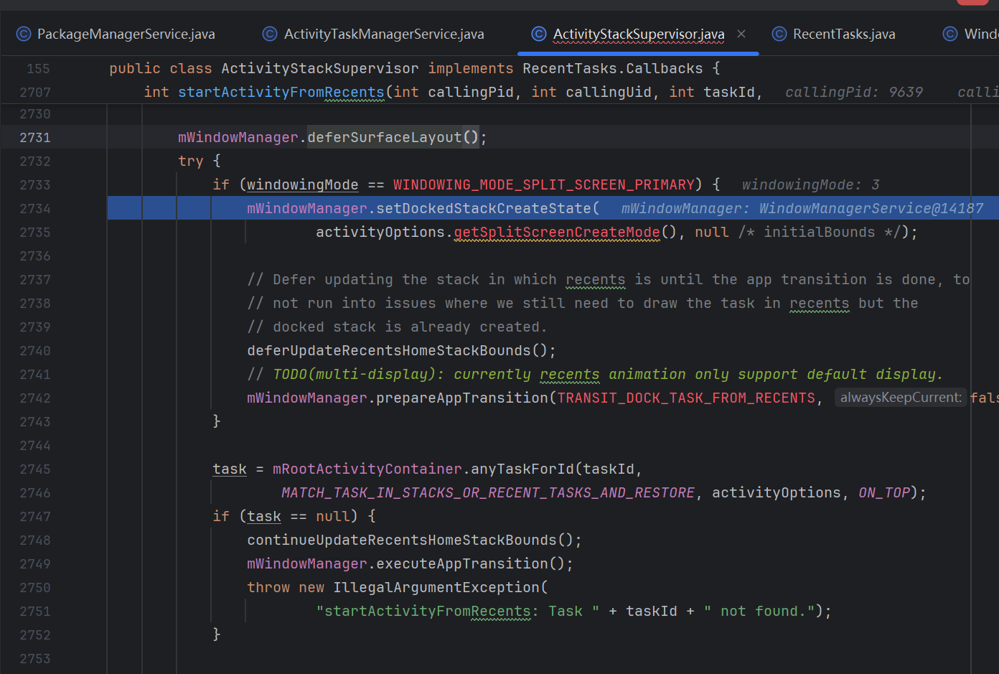 PackageManagerService.java ActivityTaskManagerService.java ActivityStackSupervisor.java RecentTasks.java Windo
155 public class ActivityStackSupervisor implements RecentTasks.Callbacks {
2707 int startActivityFromRecents(int callingPid, int callingUid, int taskId, callingPid: 9639 calli
2730
2731 mWindowManager.deferSurfaceLayout();
2732 try {
2733 if (windowingMode == WINDOWING_MODE_SPLIT_SCREEN_PRIMARY) { windowingMode: 3
2734 mWindowManager.setDockedStackCreateState( mWindowManager: WindowManagerService@14187
2735 activityOptions.getSplitScreenCreateMode(), null /* initialBounds */);
2736
2737 // Defer updating the stack in which recents is until the app transition is done, to
2738 // not run into issues where we still need to draw the task in recents but the
2739 // docked stack is already created.
2740 deferUpdateRecentsHomeStackBounds();
2741 // TODO(multi-display): currently recents animation only support default display.
2742 mWindowManager.prepareAppTransition(TRANSIT_DOCK_TASK_FROM_RECENTS, alwaysKeepCurrent: fals
2743 }
2744
2745 task = mRootActivityContainer.anyTaskForId(taskId,
2746 MATCH_TASK_IN_STACKS_OR_RECENT_TASKS_AND_RESTORE, activityOptions, ON_TOP);
2747 if (task == null) {
2748 continueUpdateRecentsHomeStackBounds();
2749 mWindowManager.executeAppTransition();
2750 throw new IllegalArgumentException(
2751 "startActivityFromRecents: Task " + taskId + " not found.");
2752 }
2753